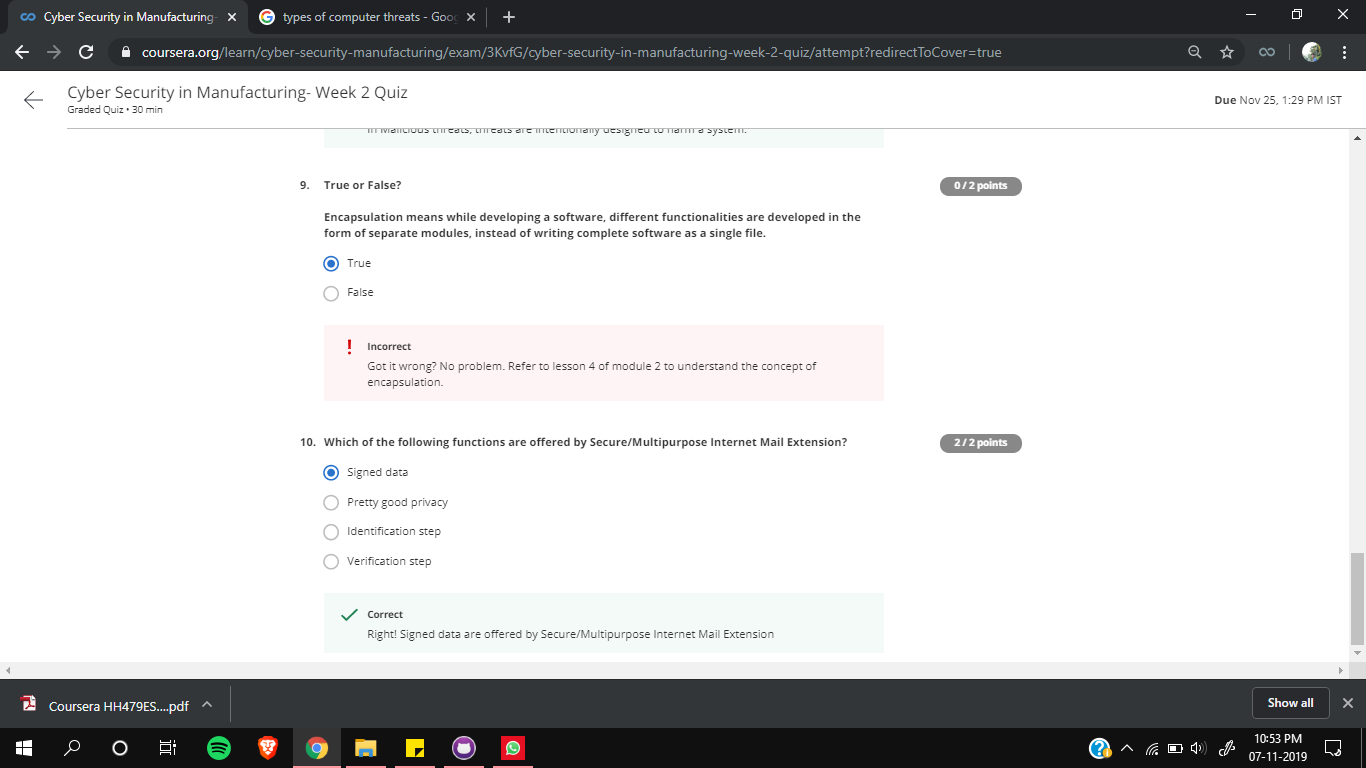 Cyber Security in Manufacturing-
types of computer threats - Goog
coursera.org/learn/cyber-security-manufacturing/exam/3KvfG/cyber-security-in-manufacturing-week-2-quiz/attempt?redirectToCover=true
Cyber Security in Manufacturing- Week 2 Quiz
Graded Quiz • 30 min
Due Nov 25, 1:29 PM IST
In Malicious threats, threats are intentionally designed to harm a system.
9. True or False?
0 / 2 points
Encapsulation means while developing a software, different functionalities are developed in the
form of separate modules, instead of writing complete software as a single file.
True
False
! Incorrect
Got it wrong? No problem. Refer to lesson 4 of module 2 to understand the concept of
encapsulation.
10. Which of the following functions are offered by Secure/Multipurpose Internet Mail Extension?
2 / 2 points
Signed data
Pretty good privacy
Identification step
Verification step
Correct
Right! Signed data are offered by Secure/Multipurpose Internet Mail Extension
Coursera HH479ES....pdf
Show all
10:53 PM
07-11-2019